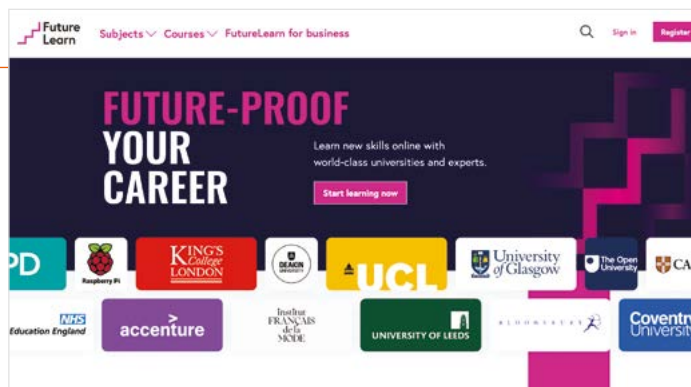 Future
Learn
Subjects Courses FutureLearn for business
Sign in
Register
FUTURE-PROOF
YOUR
CAREER
Learn new skills online with
world-class universities and experts.
Start learning now
PD
Raspberry Pi
KING'S
College
LONDON
DEAKIN
UNIVERSITY
UCL
University
of Glasgow
The Open
University
CA
NHS
Education England
accenture
Institut
FRANÇAIS
de la
MODE
UNIVERSITY OF LEEDS
BLOOMSBURY
Coventry
University